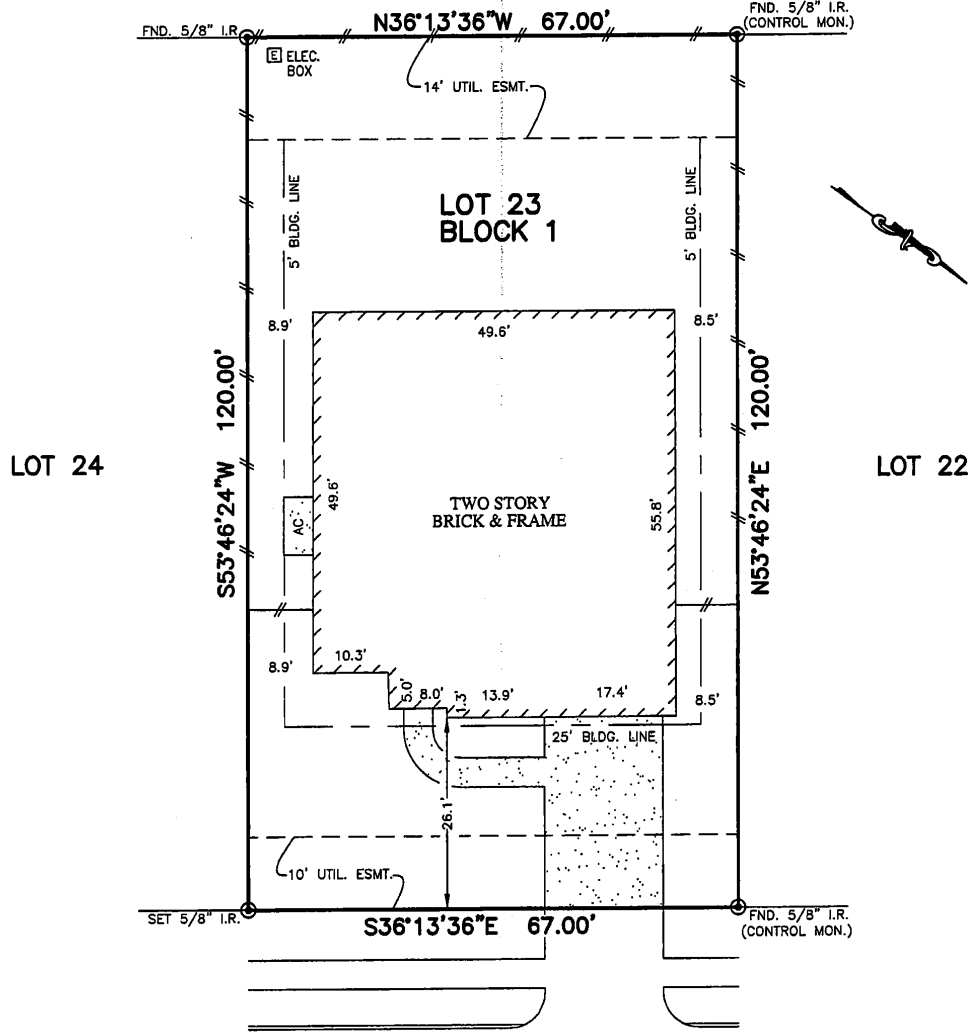 FND. 5/8" I.R.
(CONTROL MON.)
N36°13'36"W 67.00'
FND. 5/8" I.R
E ELEC.
BOX
14' UTIL. ESMT.
5' BLDG. LINE
5' BLDG. LINE
LOT 23
BLOCK 1
8.9'
49.6'
8.5'
S53°46'24"W 120.00'
N53°46'24"E 120.00'
LOT 24
LOT 22
49.6'
TWO STORY
BRICK & FRAME
55.8'
AC
10.3'
8.9'
5.0'
8.0'
1.3'
13.9'
17.4'
8.5'
25' BLDG. LINE
26.1'
10' UTIL. ESMT.
SET 5/8" I.R.
S36°13'36"E 67.00'
FND. 5/8" I.R.
(CONTROL MON.)